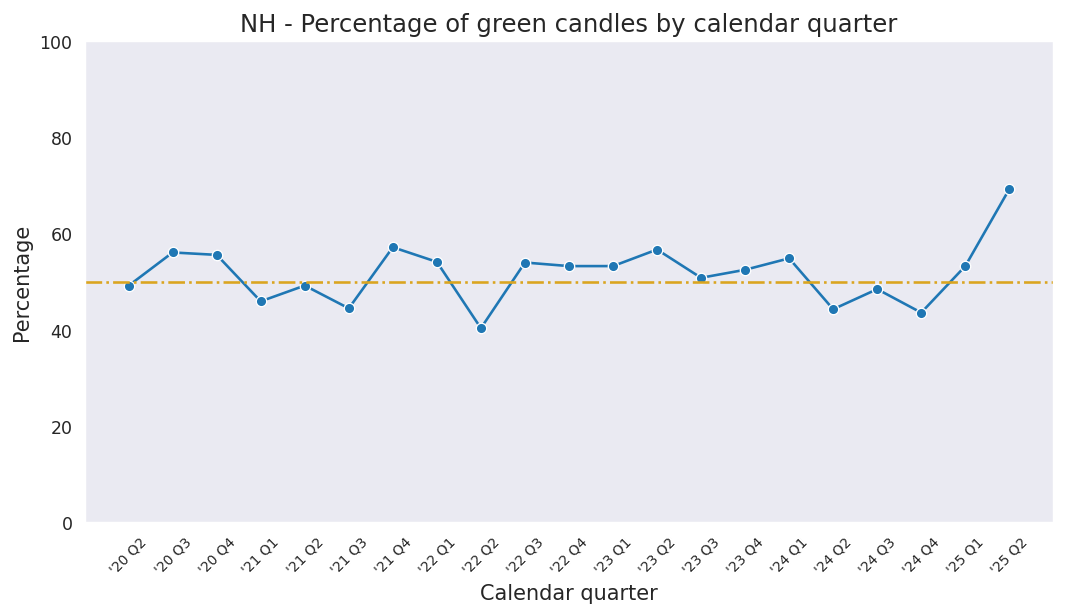 NH - Percentage of green candles by calendar quarter
100
80
60
40
20
0
Percentage
'20 Q2
'20 Q3
'20 Q4
'21 Q1
'21 Q2
'21 Q3
'21 Q4
'22 Q1
'22 Q2
'22 Q3
'22 Q4
'23 Q1
'23 Q2
'23 Q3
'23 Q4
'24 Q1
'24 Q2
'24 Q3
'24 Q4
'25 Q1
'25 Q2
Calendar quarter